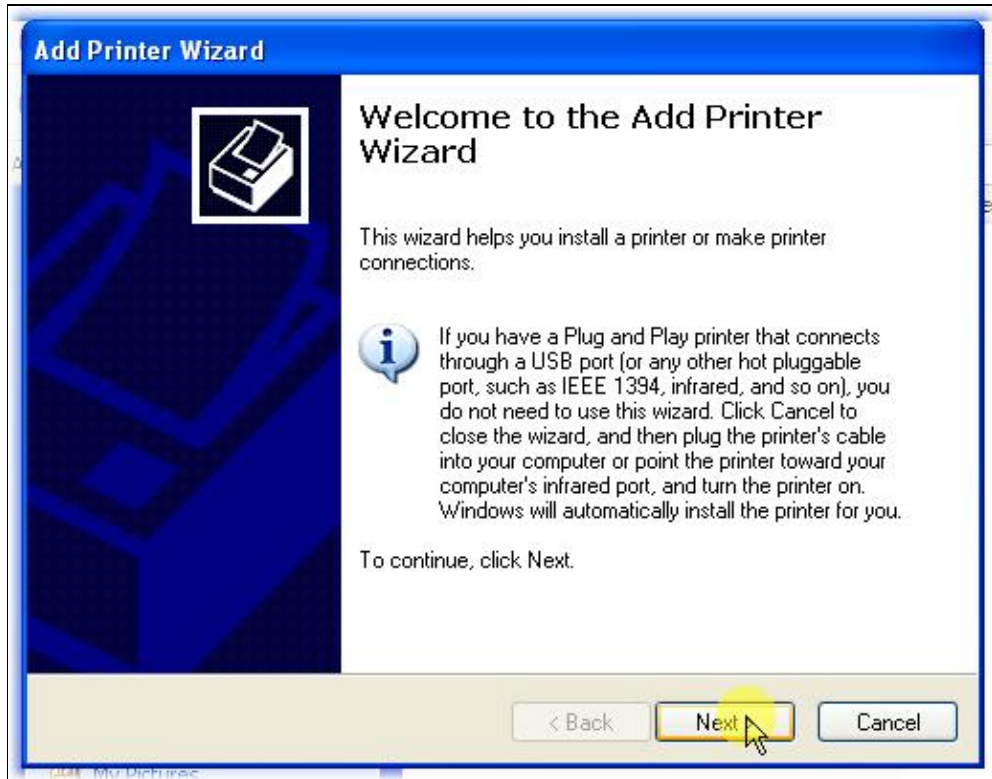 Add Printer Wizard
Welcome to the Add Printer
Wizard
This wizard helps you install a printer or make printer
connections.
If you have a Plug and Play printer that connects
through a USB port (or any other hot pluggable
port, such as IEEE 1394, infrared, and so on), you
do not need to use this wizard. Click Cancel to
close the wizard, and then plug the printer's cable
into your computer or point the printer toward your
computer's infrared port, and turn the printer on.
Windows will automatically install the printer for you.
To continue, click Next.
< Back Next Cancel
My Pictures